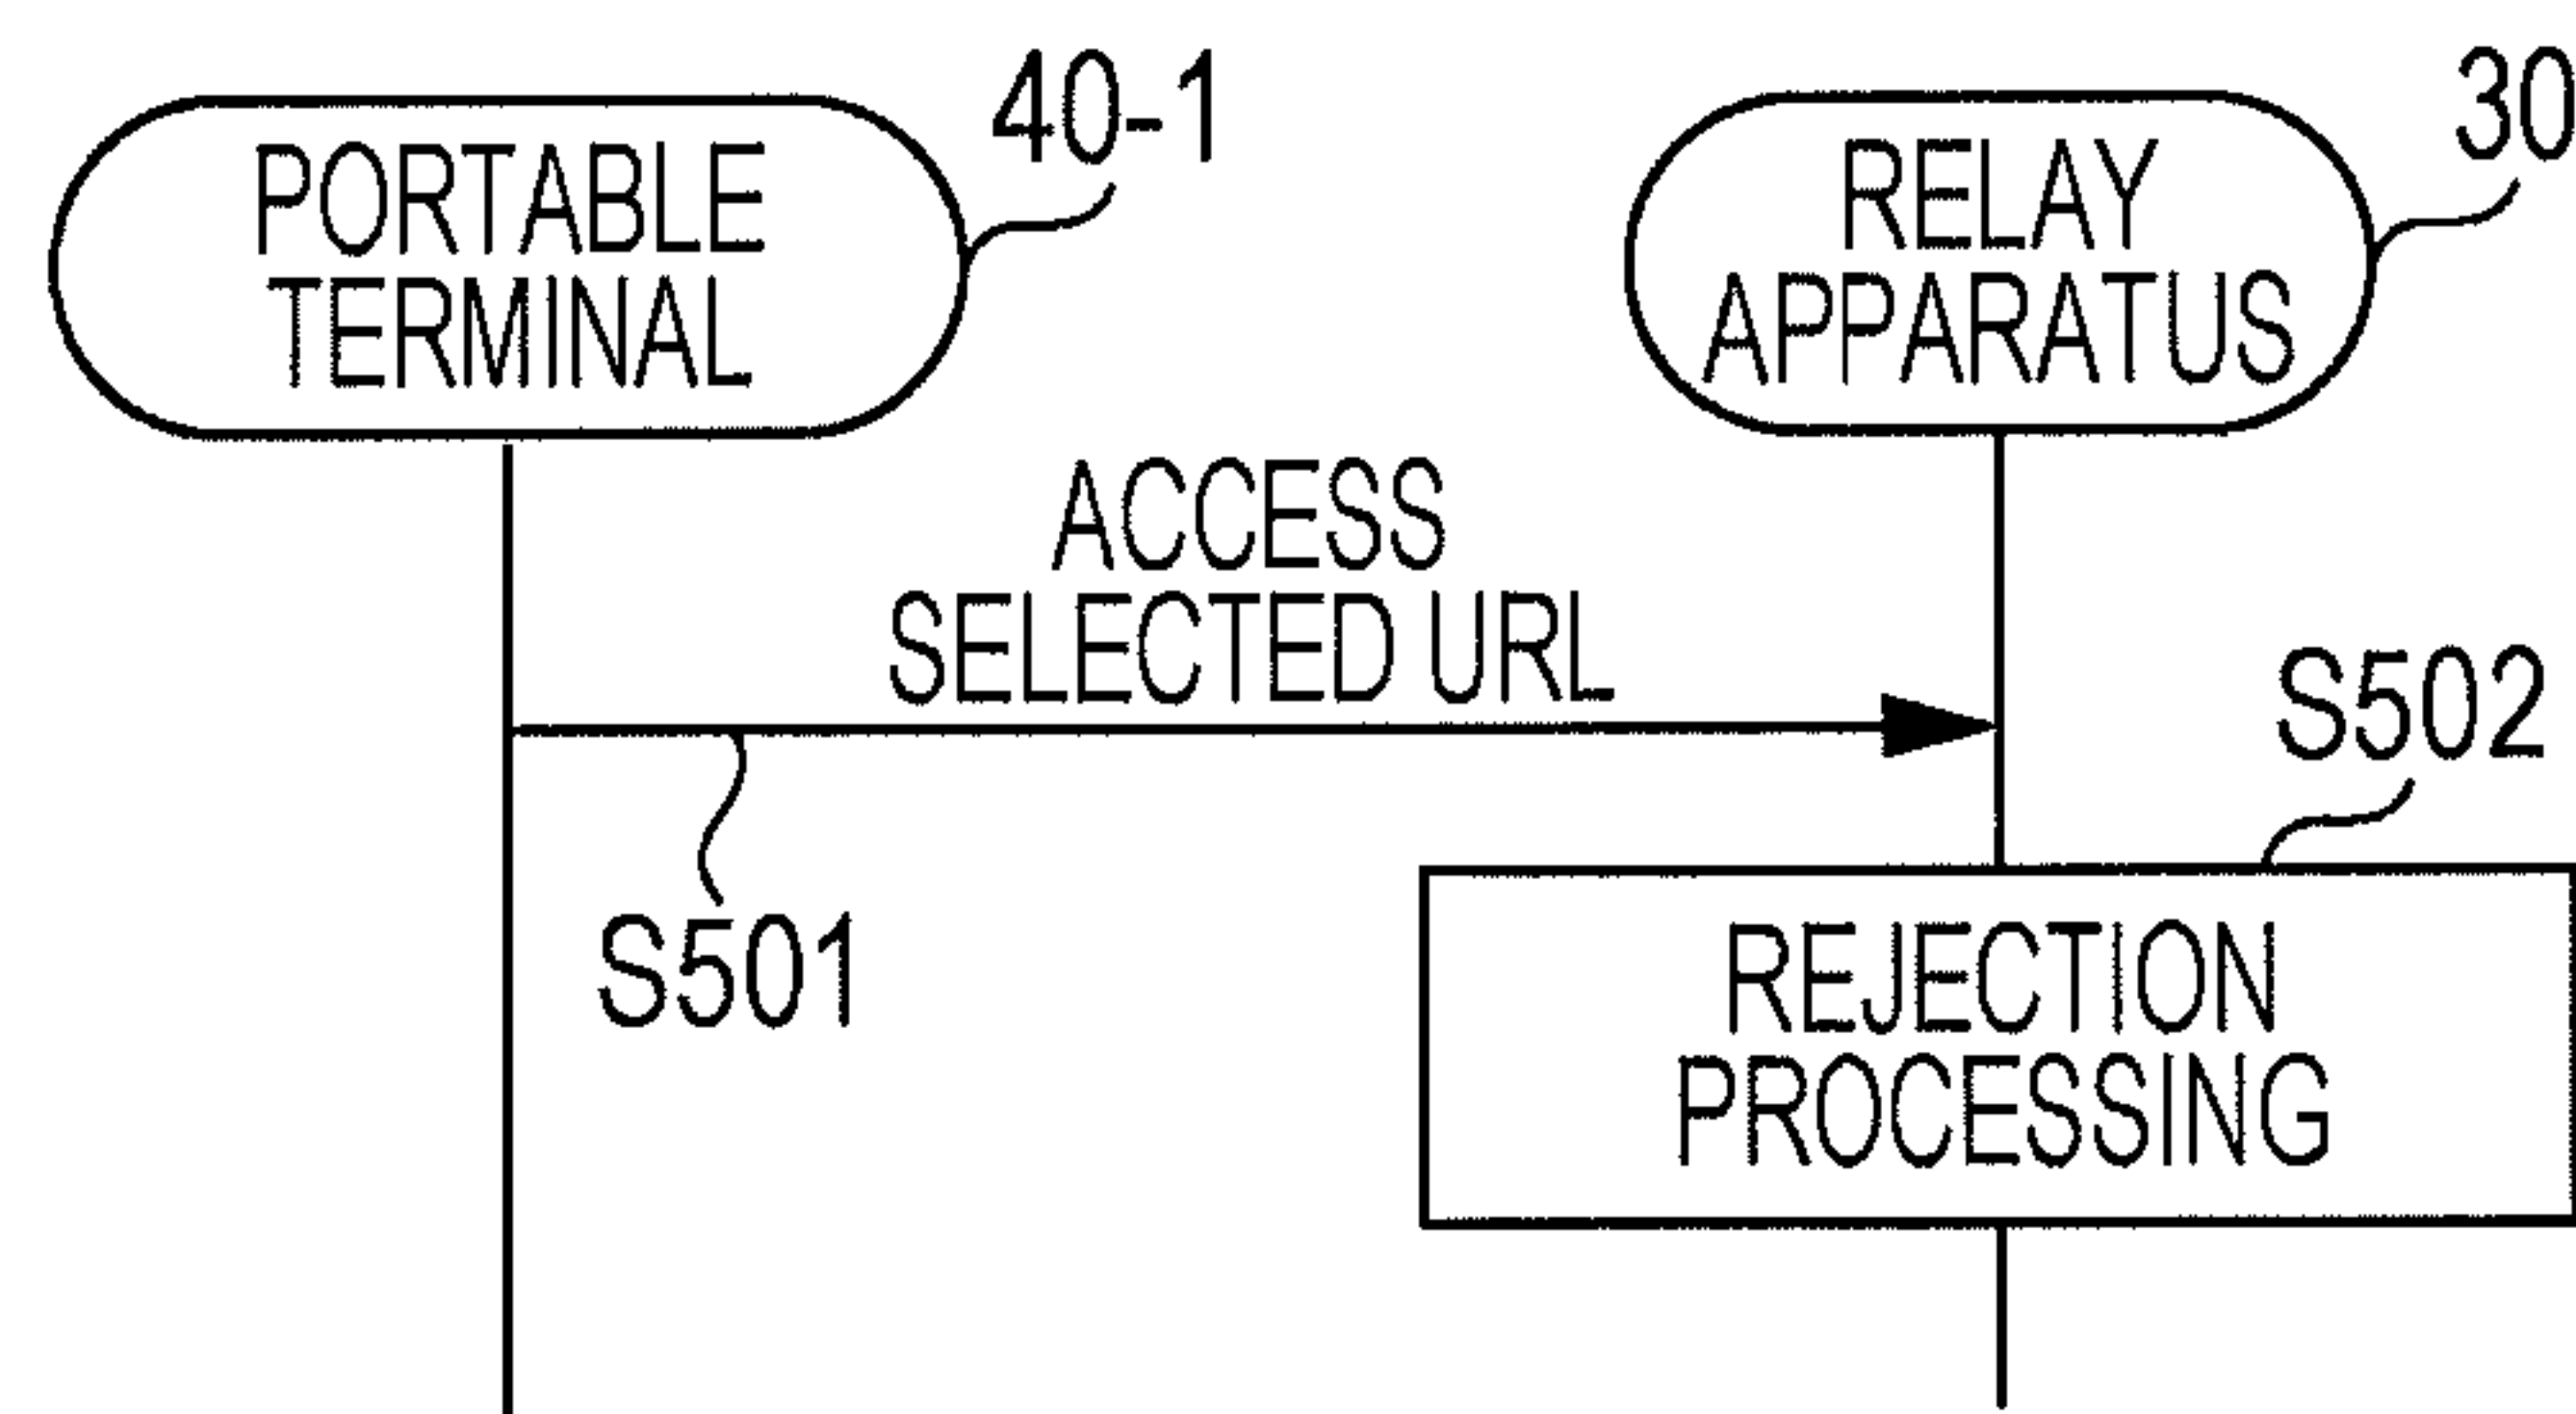 40-1
30
PORTABLE
TERMINAL
RELAY
APPARATUS
ACCESS
SELECTED URL
S502
S501
REJECTION
PROCESSING